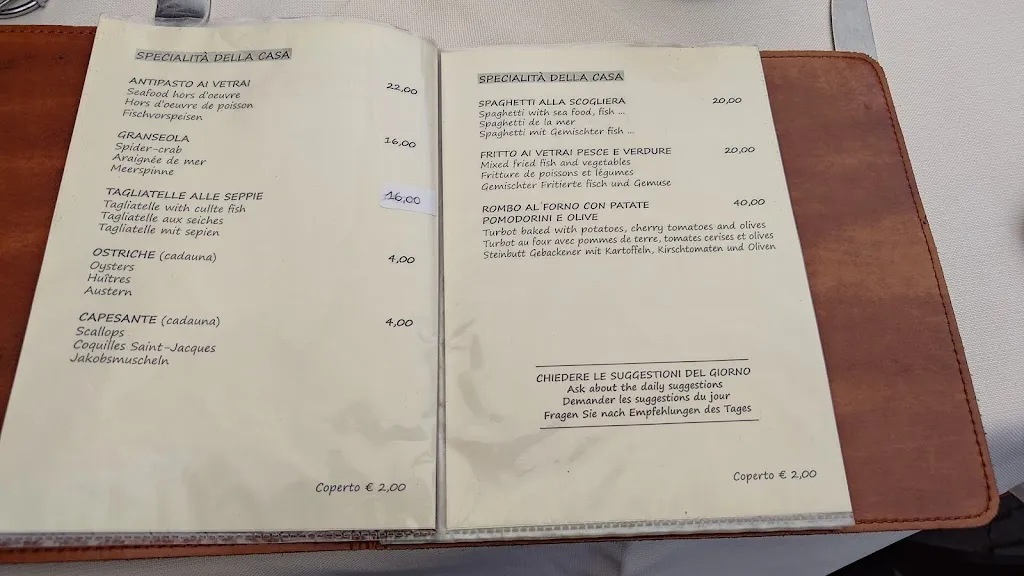 SPECIALITÀ DELLA CASA
ANTIPASTO AI VETRAI 22,00
Seafood hors d'oeuvre
Hors d'oeuvre de poisson
Fischvorspeisen
GRANSEOLA 16,00
Spider-crab
Araignée de mer
Meerspinne
TAGLIATELLE ALLE SEPPIE 16,00
Tagliatelle with cullte fish
Tagliatelle aux seiches
Tagliatelle mit sepien
OSTRICHE (cadauna) 4,00
Oysters
Huîtres
Austern
CAPESANTE (cadauna) 4,00
Scallops
Coquilles Saint-Jacques
Jakobsmuscheln
Coperto € 2,00
SPECIALITÀ DELLA CASA
SPAGHETTI ALLA SCOGLIERA 20,00
Spaghetti with sea food, fish ...
Spaghetti de la mer
Spaghetti mit Gemischter fish ...
FRITTO AI VETRAI PESCE E VERDURE 20,00
Mixed fried fish and vegetables
Fritture de poissons et légumes
Gemischter Fritierte fisch und Gemuse
ROMBO AL FORNO CON PATATE 40,00
POMODORINI E OLIVE
Turbot baked with potatoes, cherry tomatoes and olives
Turbot au four avec pommes de terre, tomates cerises et olives
Steinbutt Gebackener mit Kartoffeln, Kirschtomaten und Oliven
CHIEDERE LE SUGGESTIONI DEL GIORNO
Ask about the daily suggestions
Demander les suggestions du jour
Fragen Sie nach Empfehlungen des Tages
Coperto € 2,00